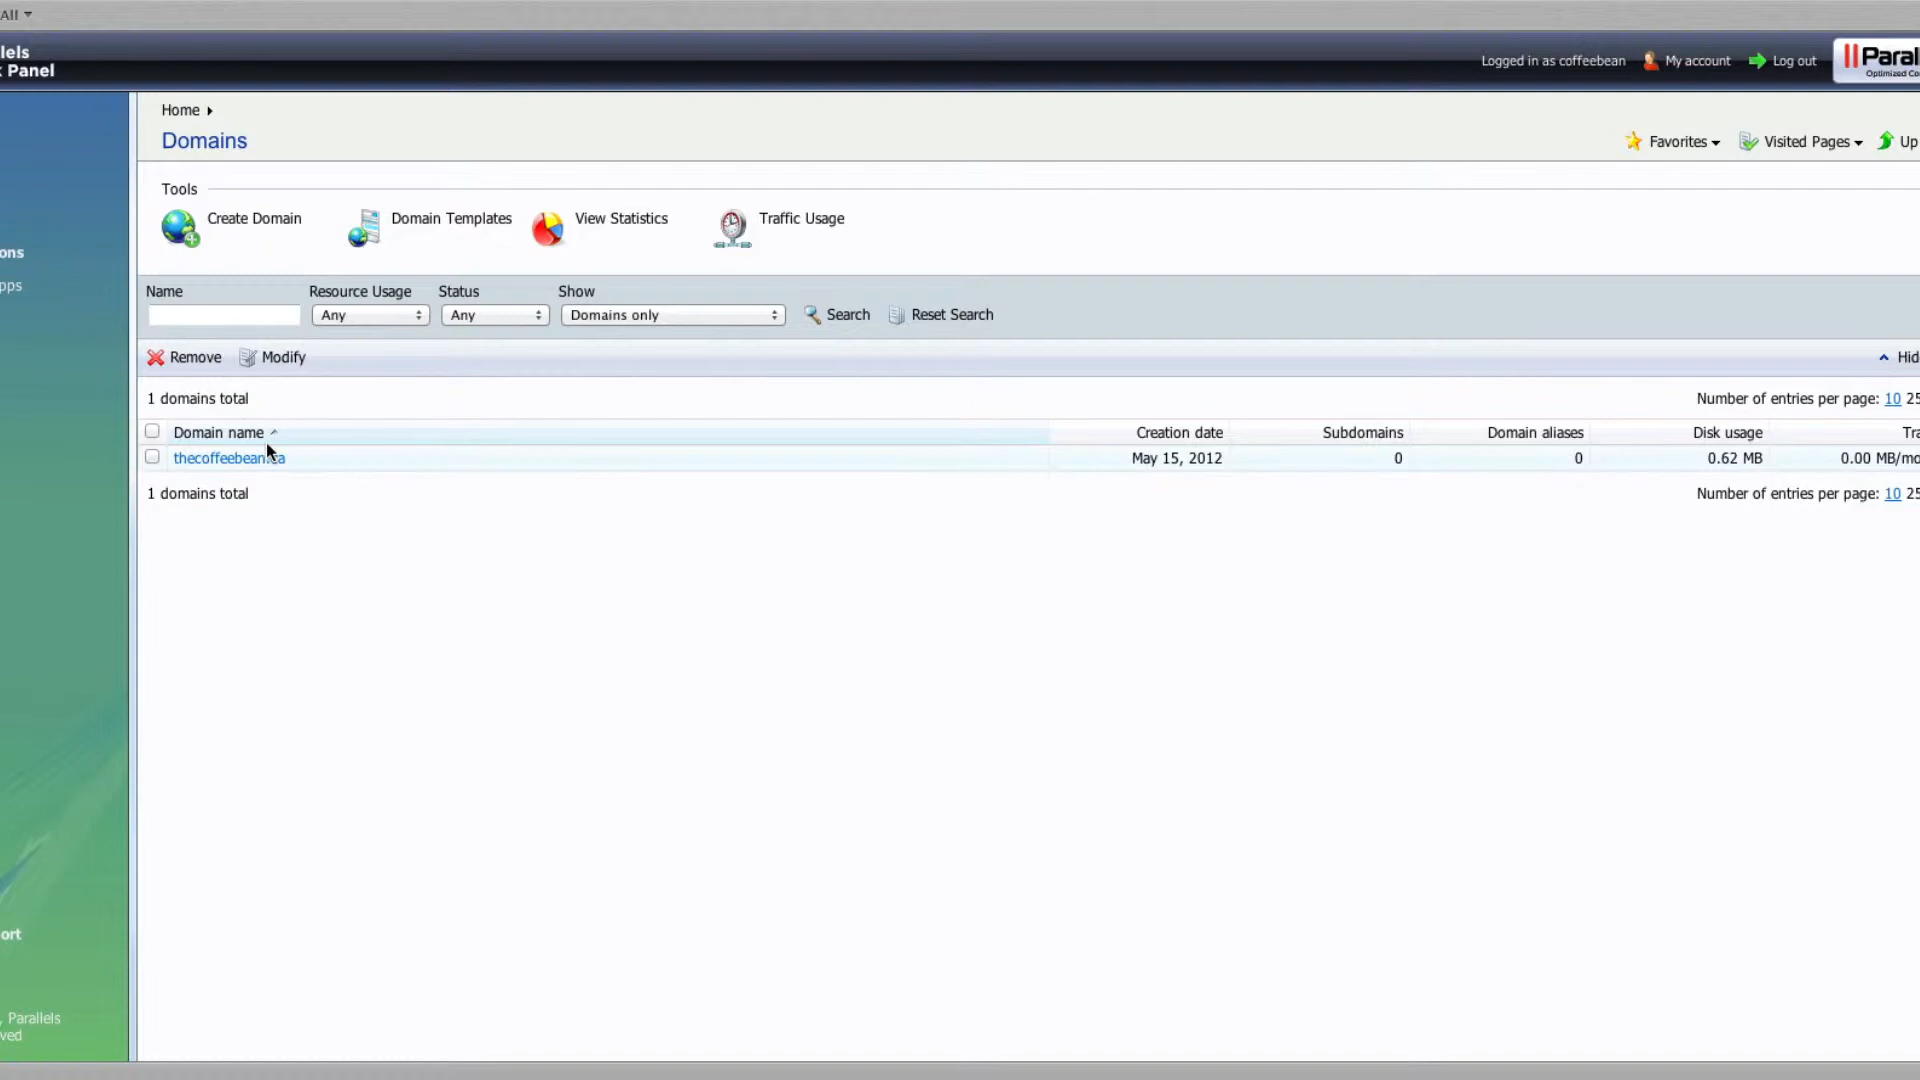 All
lels
k Panel
Logged in as coffeebean My account Log out
Paral
Optimized Co
Home
Domains
Favorites Visited Pages Up
Tools
Create Domain Domain Templates View Statistics Traffic Usage
ons
pps
Name Resource Usage Status Show
Any Any Domains only Search Reset Search
Remove Modify Hid
1 domains total Number of entries per page: 10 25
Domain name Creation date Subdomains Domain aliases Disk usage Tra
thecoffeebean.ca May 15, 2012 0 0 0.62 MB 0.00 MB/mo
1 domains total Number of entries per page: 10 25
ort
, Parallels
ved